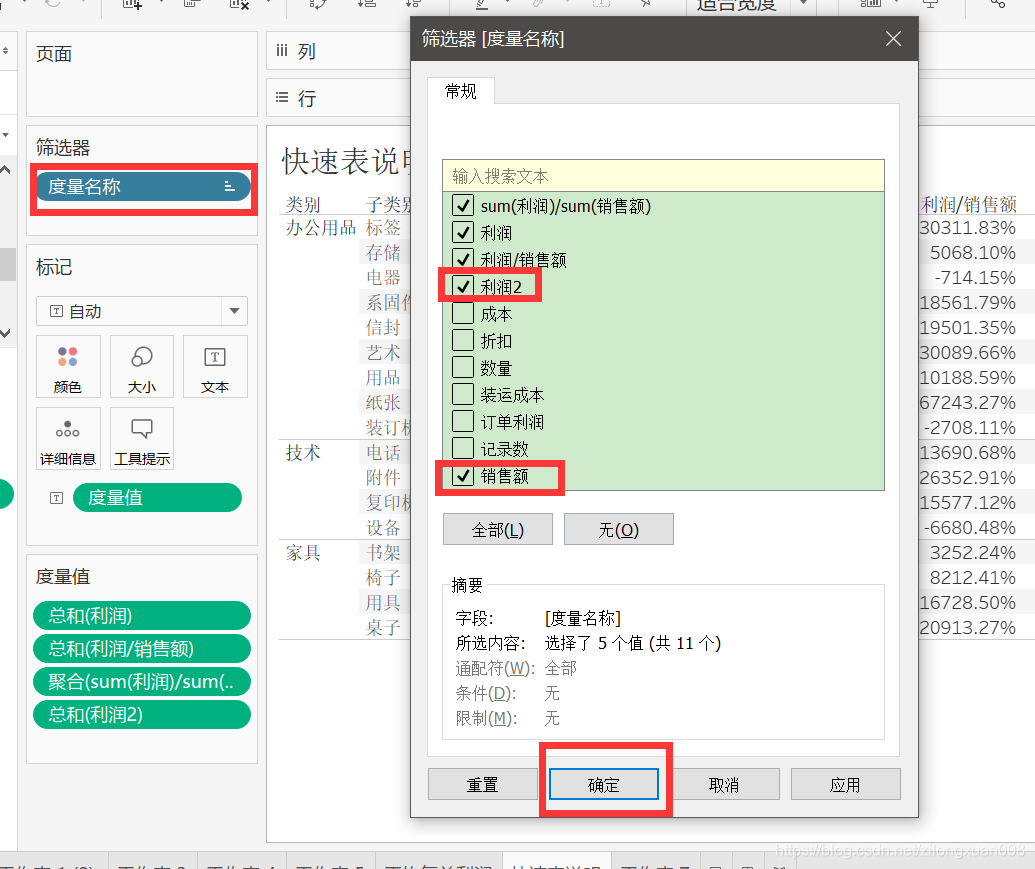 适合宽度
页面
iii 列
行
筛选器
度量名称
标记
自动
颜色
大小
文本
详细信息
工具提示
度量值
度量值
总和(利润)
总和(利润/销售额)
聚合(sum(利润)/sum(..
总和(利润2)
快速表说明
类别 子类别 利润/销售额
办公用品 标签 30311.83%
存储 5068.10%
电器 -714.15%
系固件 18561.79%
信封 19501.35%
艺术 30089.66%
用品 10188.59%
纸张 67243.27%
装订机 -2708.11%
技术 电话 13690.68%
附件 26352.91%
复印机 15577.12%
设备 -6680.48%
家具 书架 3252.24%
椅子 8212.41%
用具 16728.50%
桌子 20913.27%
筛选器 [度量名称]
常规
输入搜索文本
sum(利润)/sum(销售额)
利润
利润/销售额
利润2
成本
折扣
数量
装运成本
订单利润
记录数
销售额
全部(L) 无(O)
摘要
字段: [度量名称]
所选内容: 选择了 5 个值 (共 11 个)
通配符(W): 全部
条件(D): 无
限制(M): 无
重置 确定 取消 应用
https://blog.csdn.net/zilongxuan008